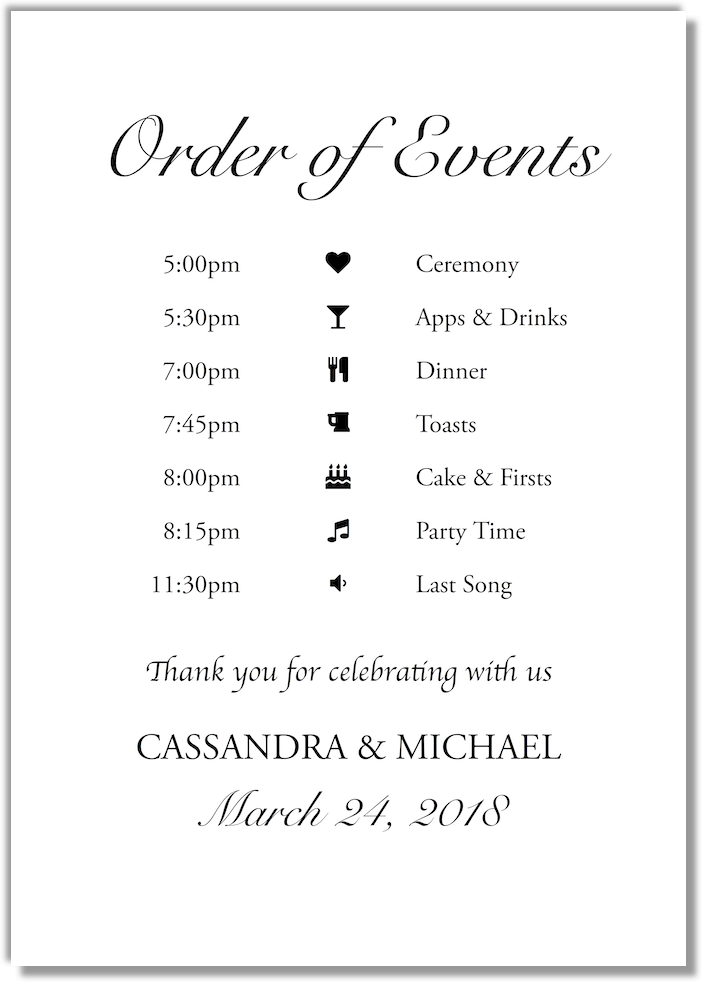 Order of Events
5:00pm Ceremony
5:30pm Apps & Drinks
7:00pm Dinner
7:45pm Toasts
8:00pm Cake & Firsts
8:15pm Party Time
11:30pm Last Song
Thank you for celebrating with us
CASSANDRA & MICHAEL
March 24, 2018